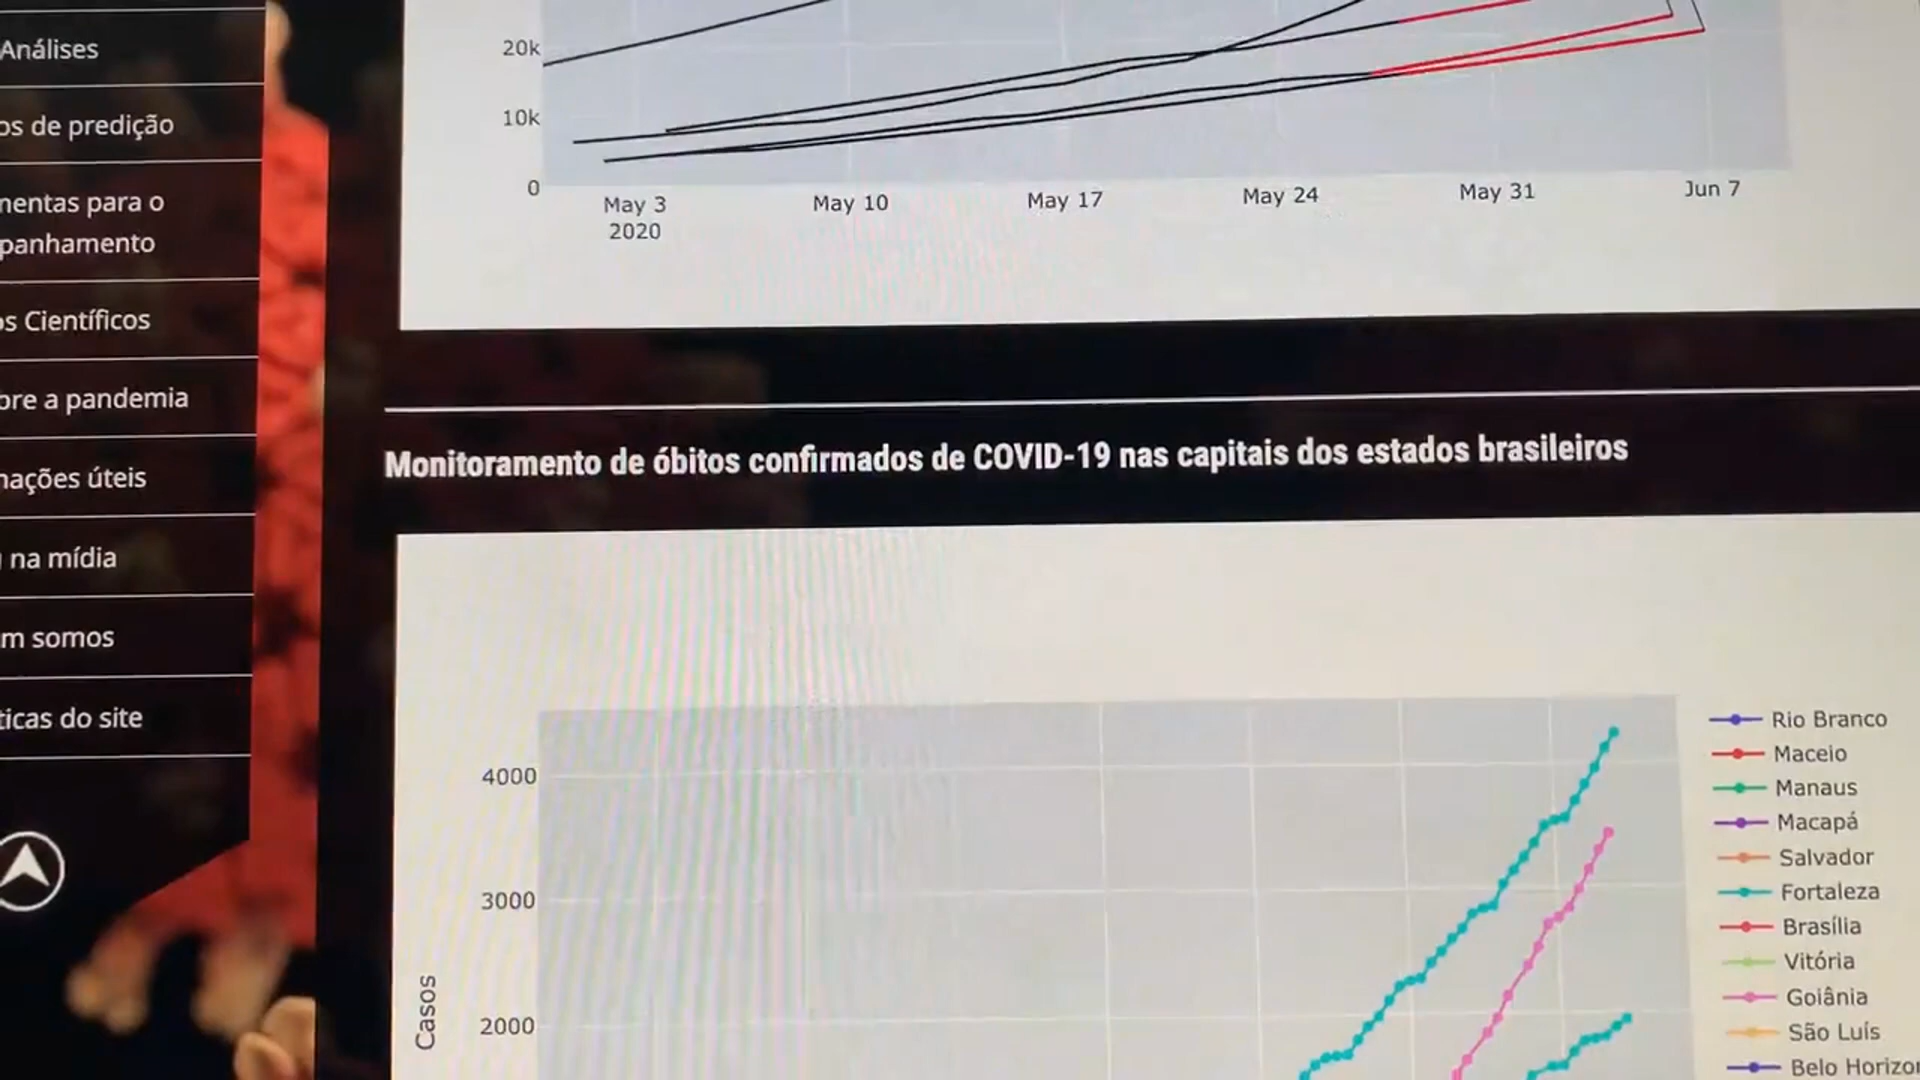 Análises
os de predição
mentas para o
panhamento
os Científicos
bre a pandemia
mações úteis
na mídia
m somos
ticas do site
20k
10k
0
May 3
2020
May 10
May 17
May 24
May 31
Jun 7
Monitoramento de óbitos confirmados de COVID-19 nas capitais dos estados brasileiros
4000
3000
2000
Casos
Rio Branco
Maceio
Manaus
Macapá
Salvador
Fortaleza
Brasília
Vitória
Goiânia
São Luís
Belo Horizon